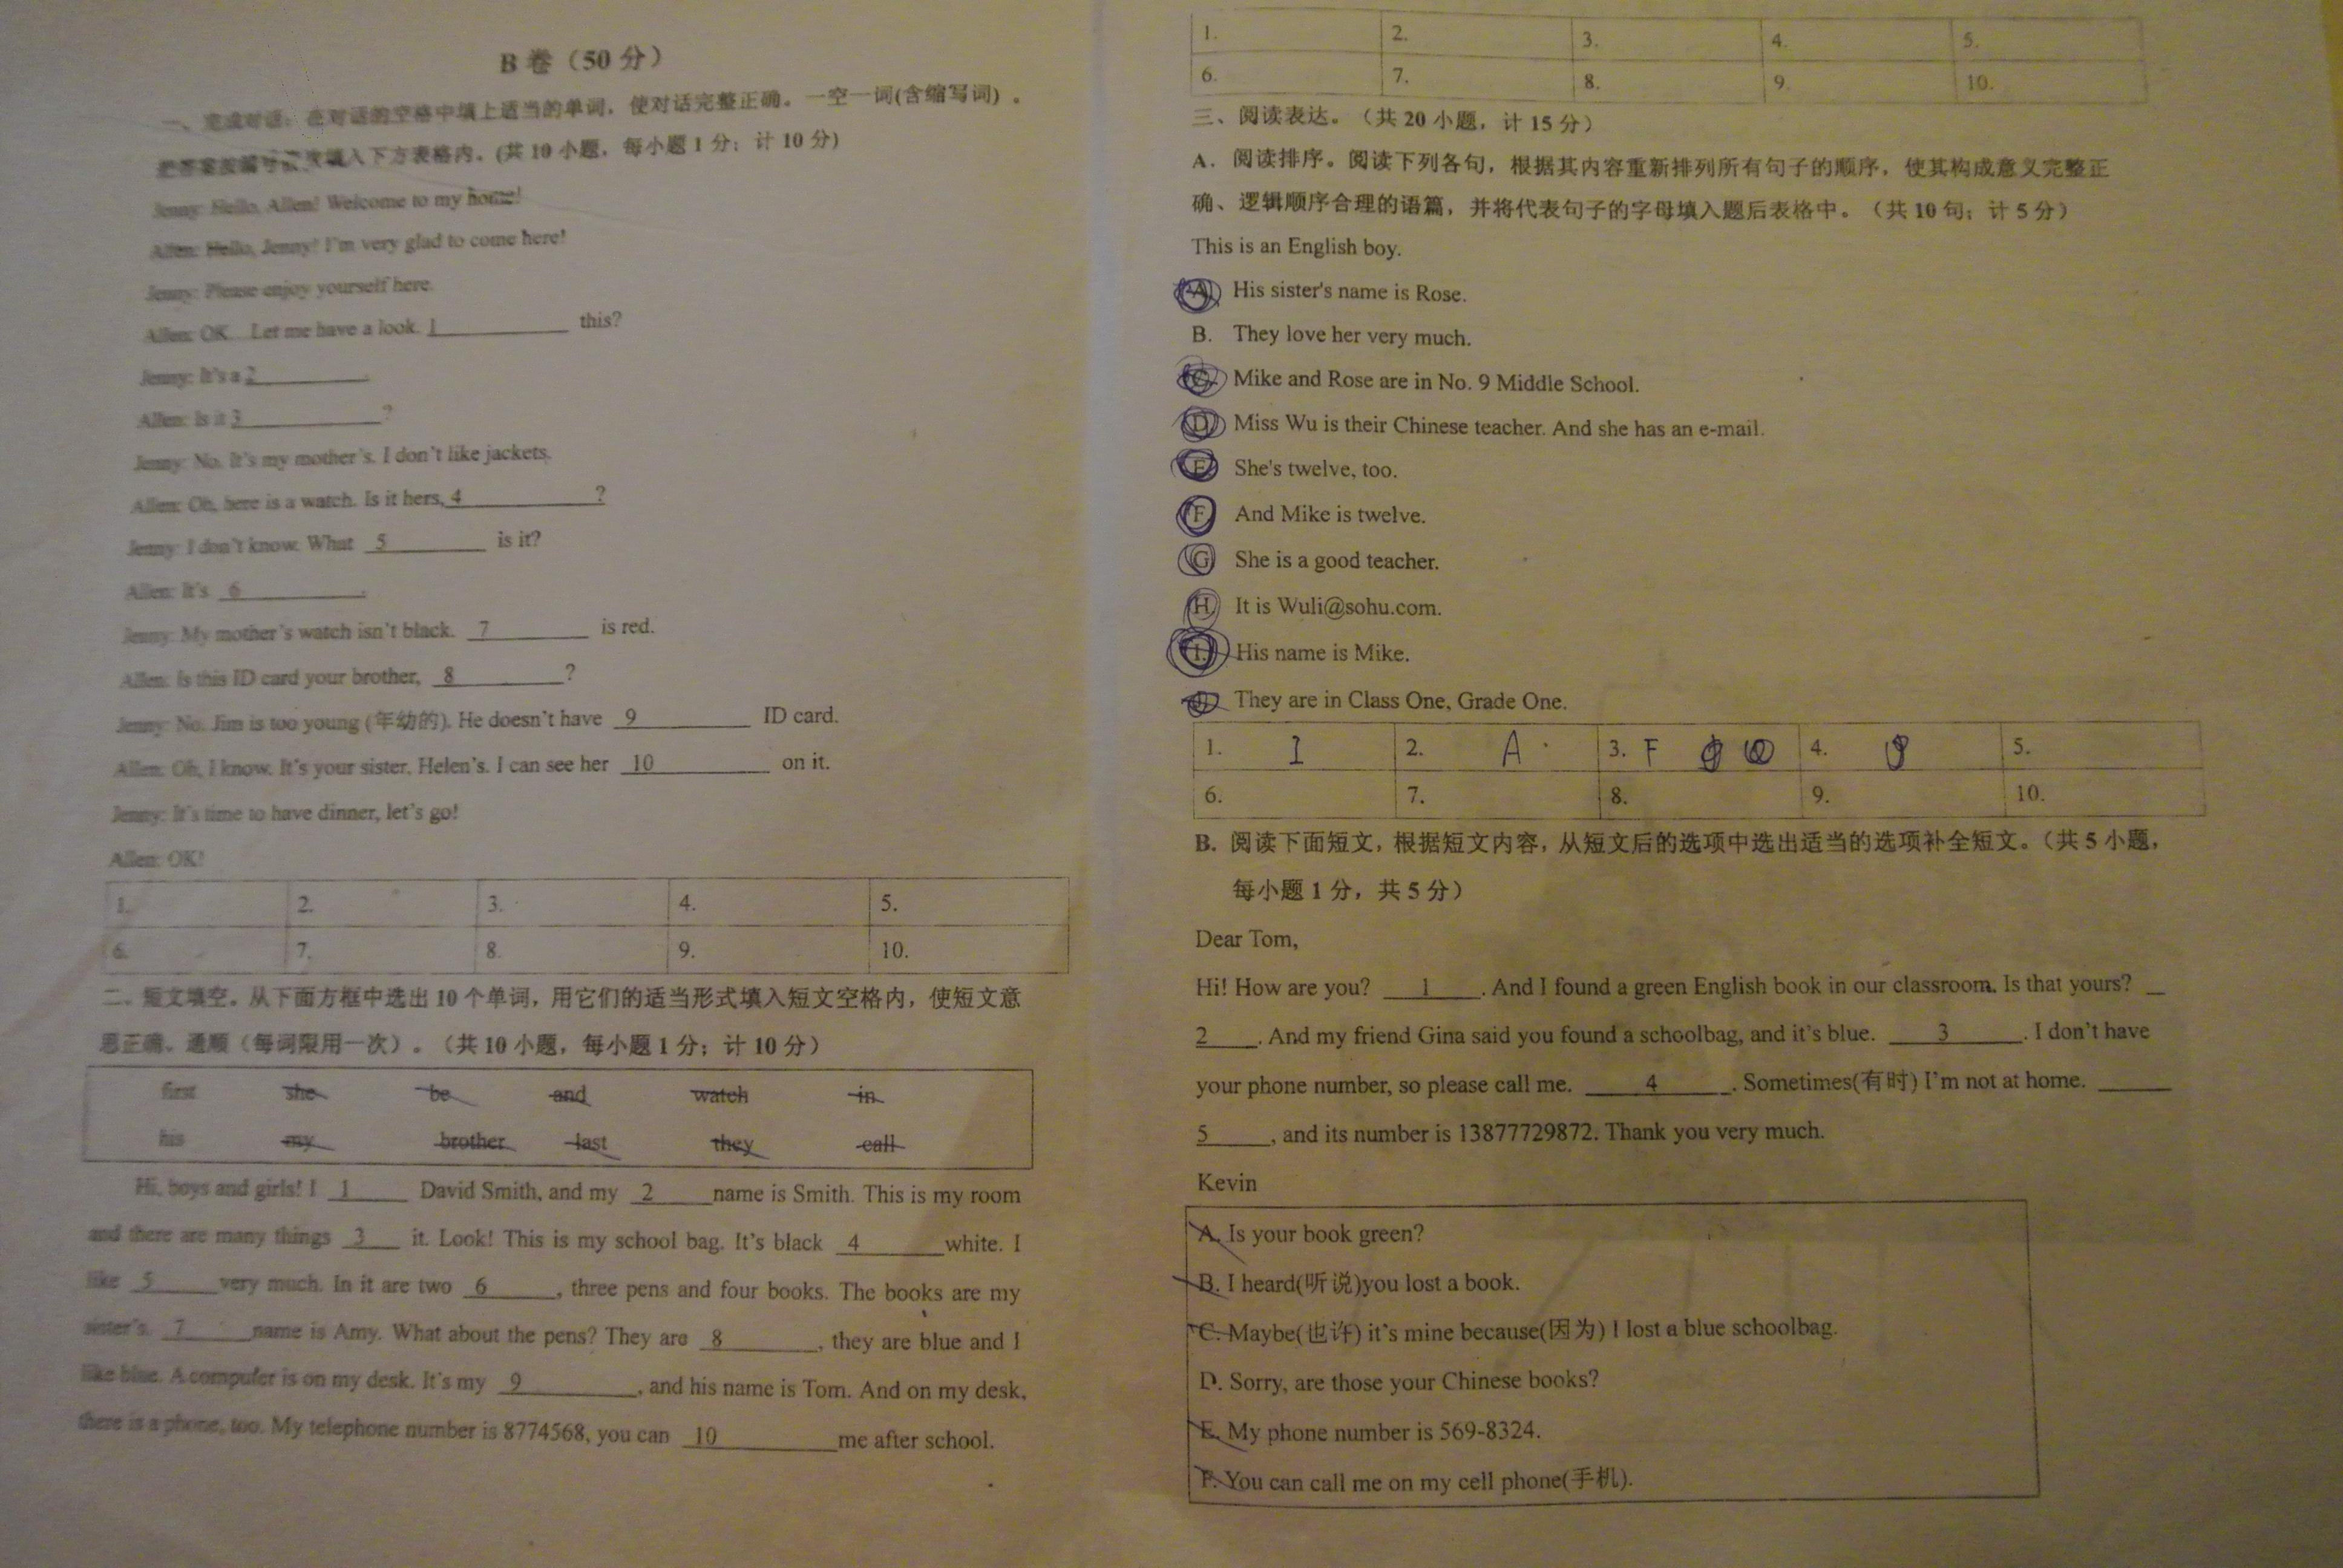 B 卷（50 分）
一、完成对话：在对话的空格中填上适当的单词，使对话完整正确。一空一词(含缩写词) 。
把答案按编号依次填入下方表格内。(共 10 小题，每小题 1 分；计 10 分)
Jenny: Hello, Allen! Welcome to my home!
Allen: Hello, Jenny! I'm very glad to come here!
Jenny: Please enjoy yourself here.
Allen: OK. Let me have a look. 1 this?
Jenny: It's a 2 .
Allen: Is it 3 ?
Jenny: No. It's my mother's. I don't like jackets.
Allen: Oh, here is a watch. Is it hers, 4 ?
Jenny: I don't know. What 5 is it?
Allen: It's 6 .
Jenny: My mother's watch isn't black. 7 is red.
Allen: Is this ID card your brother, 8 ?
Jenny: No. Jim is too young (年幼的). He doesn't have 9 ID card.
Allen: Oh, I know. It's your sister, Helen's. I can see her 10 on it.
Jenny: It's time to have dinner, let's go!
Allen: OK!
1. 2. 3. 4. 5.
6. 7. 8. 9. 10.
二、短文填空。从下面方框中选出 10 个单词，用它们的适当形式填入短文空格内，使短文意
思正确、通顺（每词限用一次）。（共 10 小题，每小题 1 分；计 10 分）
first she be and watch in
his my brother last they call
Hi, boys and girls! I 1 David Smith, and my 2 name is Smith. This is my room
and there are many things 3 it. Look! This is my school bag. It's black 4 white. I
like 5 very much. In it are two 6 , three pens and four books. The books are my
sister's. 7 name is Amy. What about the pens? They are 8 , they are blue and I
like blue. A computer is on my desk. It's my 9 , and his name is Tom. And on my desk,
there is a phone, too. My telephone number is 8774568, you can 10 me after school.
1. 2. 3. 4. 5.
6. 7. 8. 9. 10.
三、阅读表达。（共 20 小题，计 15 分）
A. 阅读排序。阅读下列各句，根据其内容重新排列所有句子的顺序，使其构成意义完整正
确、逻辑顺序合理的语篇，并将代表句子的字母填入题后表格中。（共 10 句；计 5 分）
This is an English boy.
A. His sister's name is Rose.
B. They love her very much.
C. Mike and Rose are in No. 9 Middle School.
D. Miss Wu is their Chinese teacher. And she has an e-mail.
E. She's twelve, too.
F. And Mike is twelve.
G. She is a good teacher.
H. It is Wuli@sohu.com.
I. His name is Mike.
J. They are in Class One, Grade One.
1. I 2. A 3. F 4. 5.
6. 7. 8. 9. 10.
B. 阅读下面短文，根据短文内容，从短文后的选项中选出适当的选项补全短文。（共 5 小题，
每小题 1 分，共 5 分）
Dear Tom,
Hi! How are you? 1 . And I found a green English book in our classroom. Is that yours?
2 . And my friend Gina said you found a schoolbag, and it's blue. 3 . I don't have
your phone number, so please call me. 4 . Sometimes(有时) I'm not at home.
5 , and its number is 13877729872. Thank you very much.
Kevin
A. Is your book green?
B. I heard(听说)you lost a book.
C. Maybe(也许) it's mine because(因为) I lost a blue schoolbag.
D. Sorry, are those your Chinese books?
E. My phone number is 569-8324.
F. You can call me on my cell phone(手机).